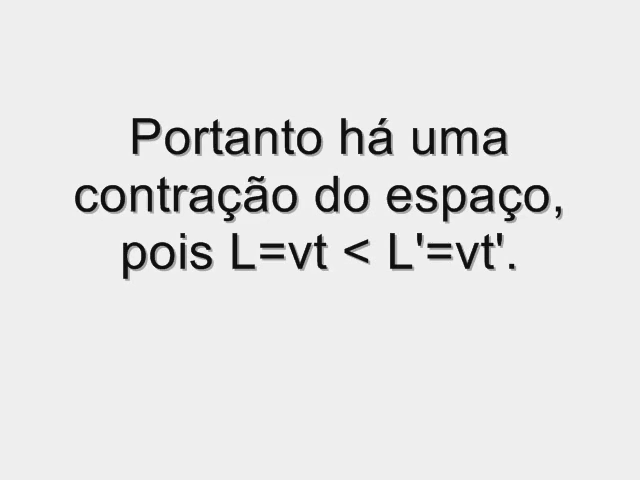 Portanto há uma
contração do espaço,
pois L=vt < L'=vt'.